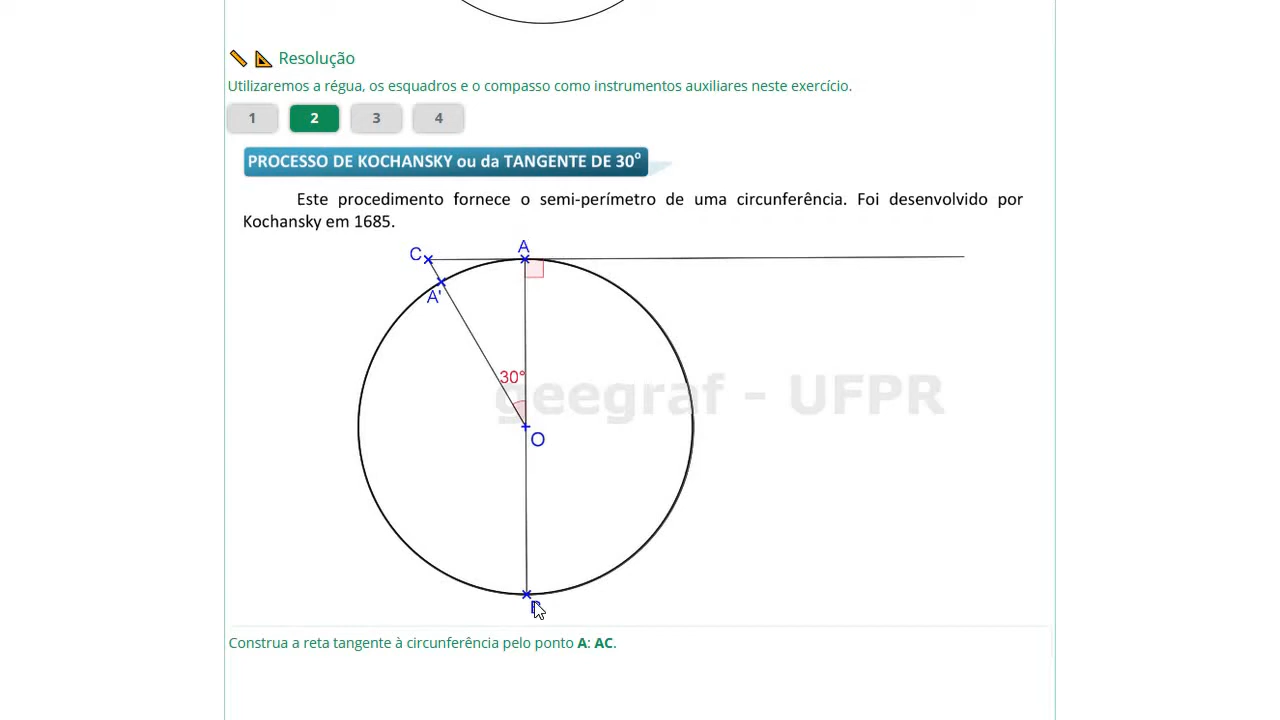 Resolução
Utilizaremos a régua, os esquadros e o compasso como instrumentos auxiliares neste exercício.
1 2 3 4
PROCESSO DE KOCHANSKY ou da TANGENTE DE 30°
Este procedimento fornece o semi-perímetro de uma circunferência. Foi desenvolvido por
Kochansky em 1685.
C A
A'
30°
geegraf - UFPR
O
Construa a reta tangente à circunferência pelo ponto A: AC.